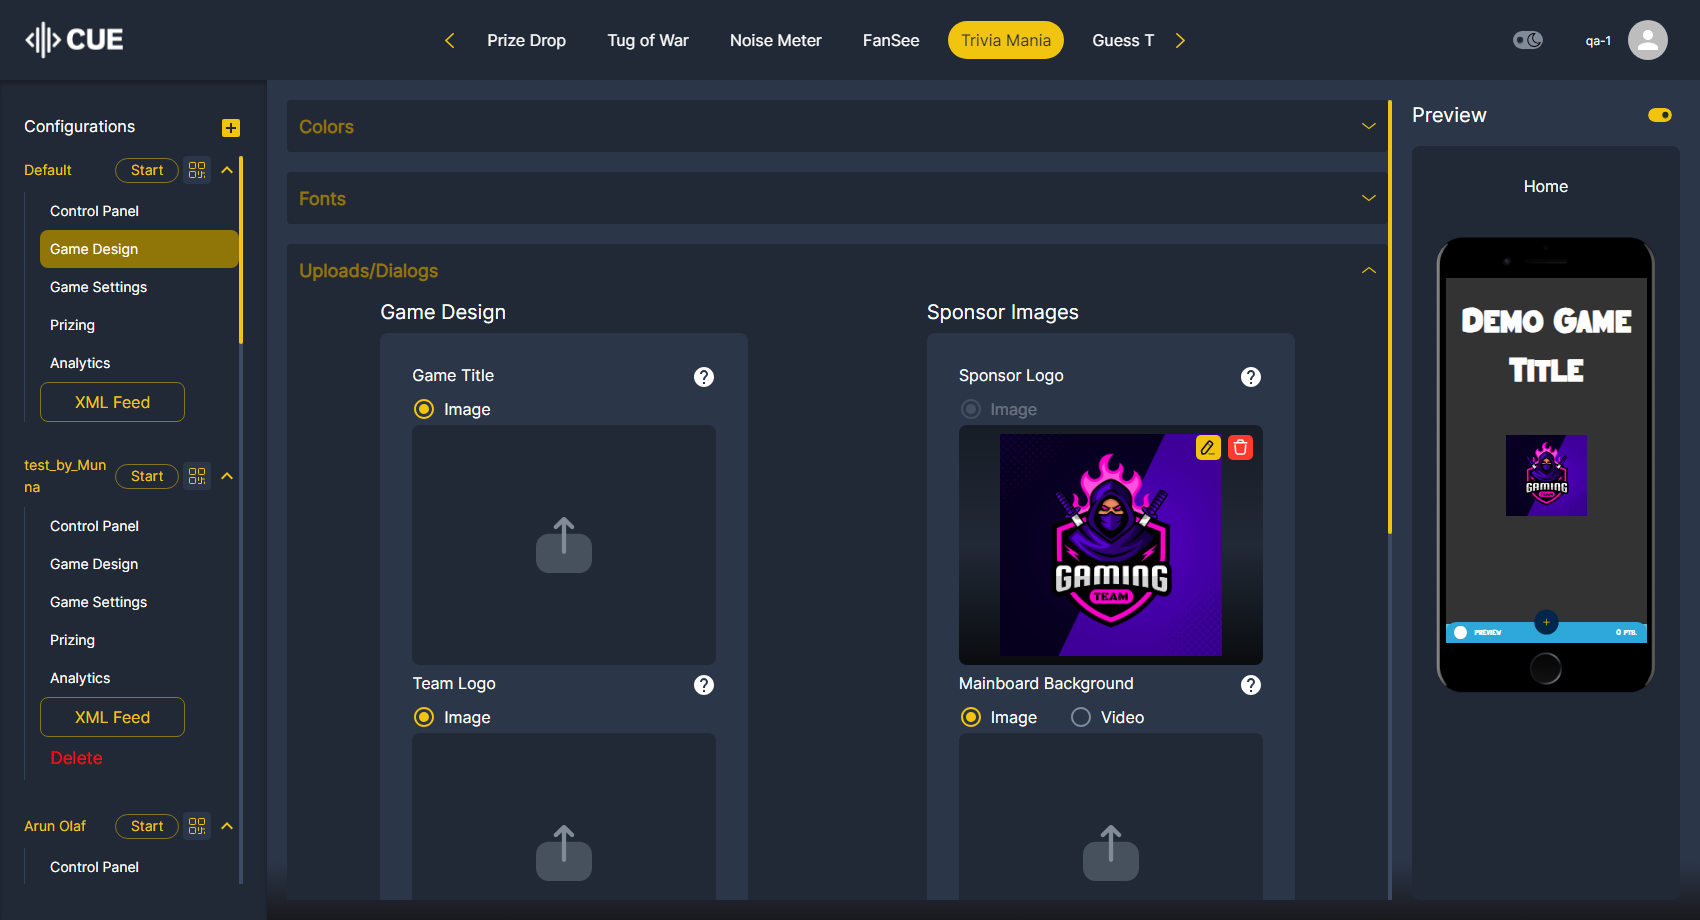 CUE
Prize Drop
Tug of War
Noise Meter
FanSee
Trivia Mania
Guess T
qa-1
Configurations
Default
Start
Control Panel
Game Design
Game Settings
Prizing
Analytics
XML Feed
test_by_Mun
na
Start
Control Panel
Game Design
Game Settings
Prizing
Analytics
XML Feed
Delete
Arun Olaf
Start
Control Panel
Colors
Fonts
Uploads/Dialogs
Game Design
Game Title
?
Image
Team Logo
?
Image
Sponsor Images
Sponsor Logo
?
Image
GAMING
TEAM
Mainboard Background
?
Image
Video
Preview
Home
DEMO GAME
TITLE
GAMING
TEAM
PREVIEW
0 PTS.